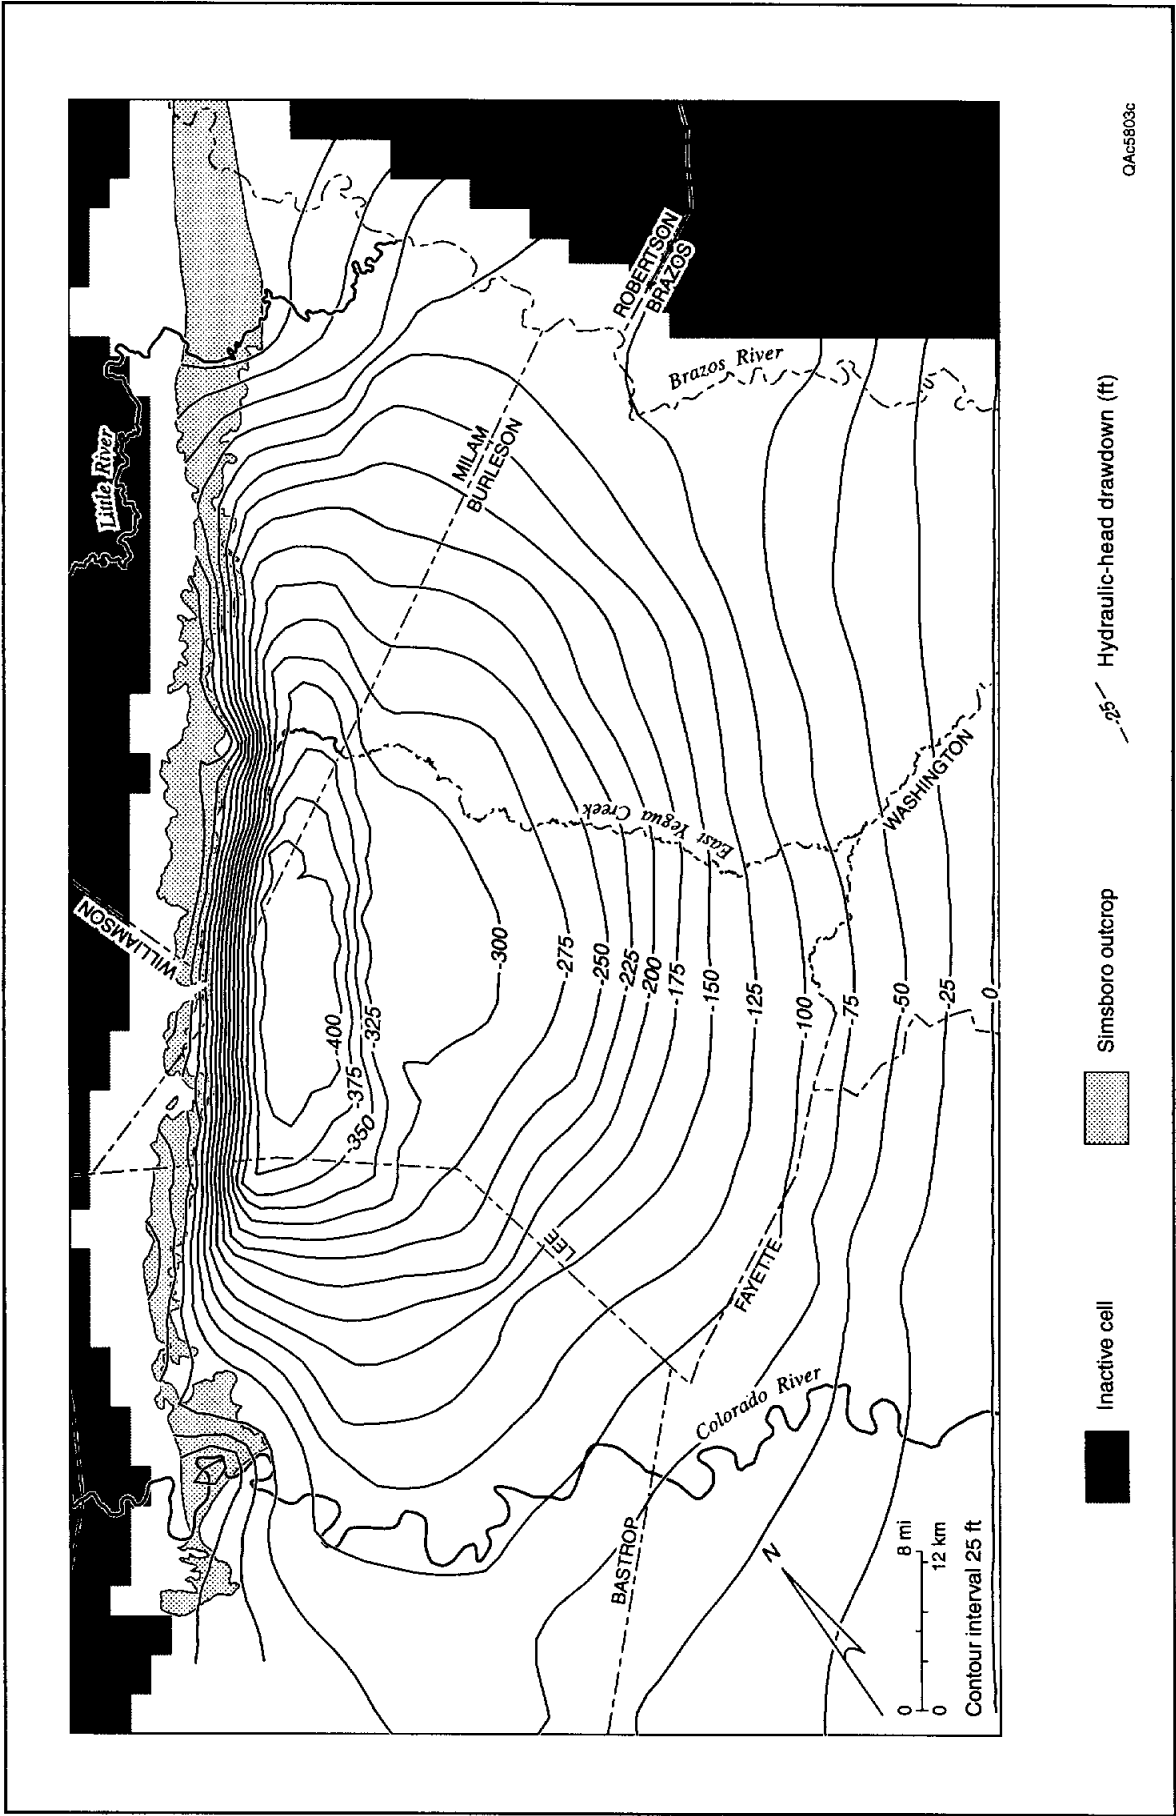 WILLIAMSON
Little River
MILAM
BURLESON
ROBERTSON
BRAZOS
Brazos River
East Yegua Creek
WASHINGTON
LEE
FAYETTE
BASTROP
Colorado River
-400
-375
-350
-325
-300
-275
-250
-225
-200
-175
-150
-125
-100
-75
-50
-25
0
N
0 8 mi
0 12 km
Contour interval 25 ft
Inactive cell
Simsboro outcrop
-25 Hydraulic-head drawdown (ft)
QAc5803c